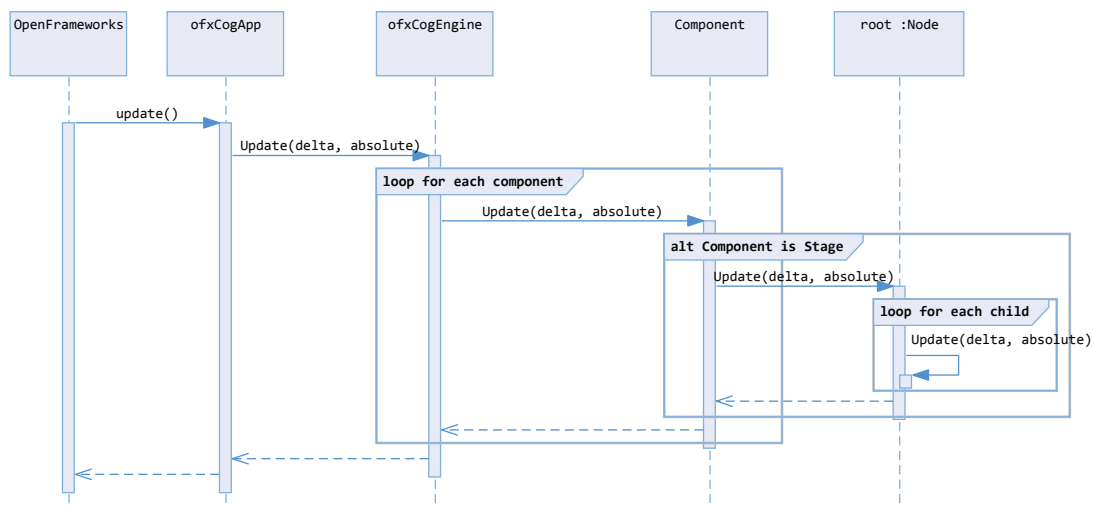 OpenFrameworks
ofxCogApp
ofxCogEngine
Component
root :Node
update()
Update(delta, absolute)
loop for each component
Update(delta, absolute)
alt Component is Stage
Update(delta, absolute)
loop for each child
Update(delta, absolute)